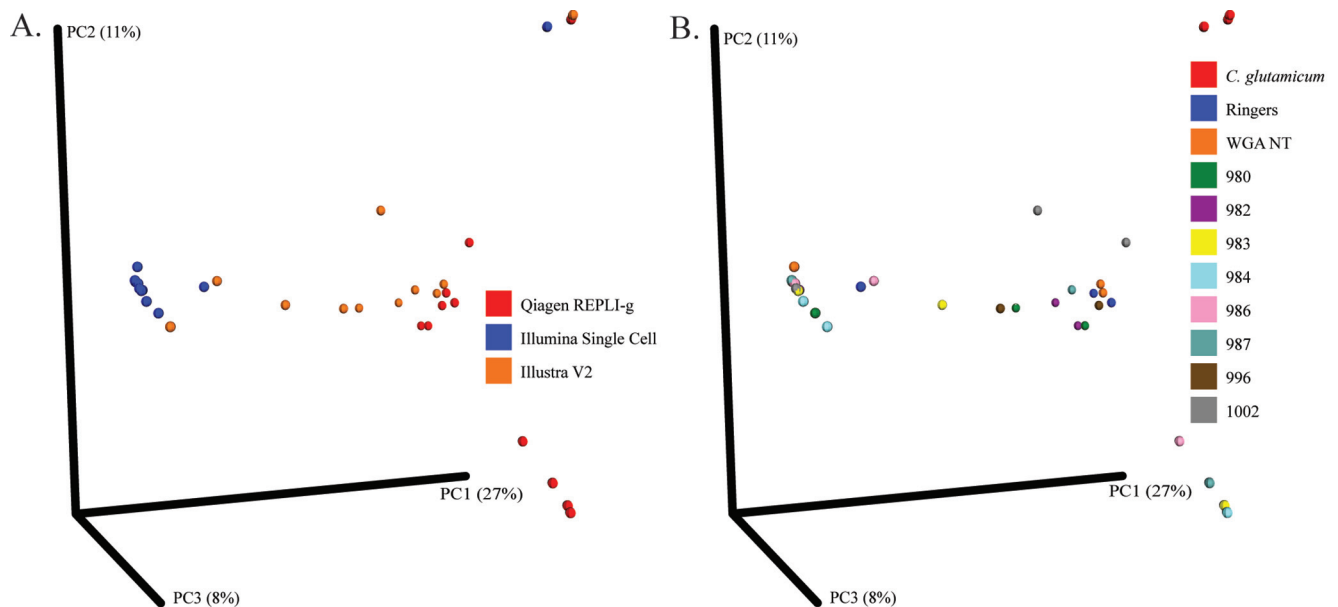 A.
PC2 (11%)
Qiagen REPLI-g
Illumina Single Cell
Illustra V2
PC1 (27%)
PC3 (8%)
B.
PC2 (11%)
C. glutamicum
Ringers
WGA NT
980
982
983
984
986
987
996
1002
PC1 (27%)
PC3 (8%)